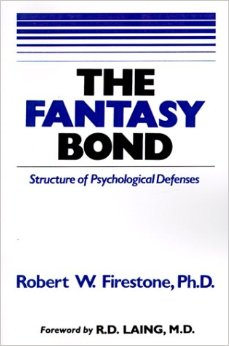 THE
FANTASY
BOND
Structure of Psychological Defenses
Robert W. Firestone, Ph.D.
Foreword by R.D. LAING, M.D.